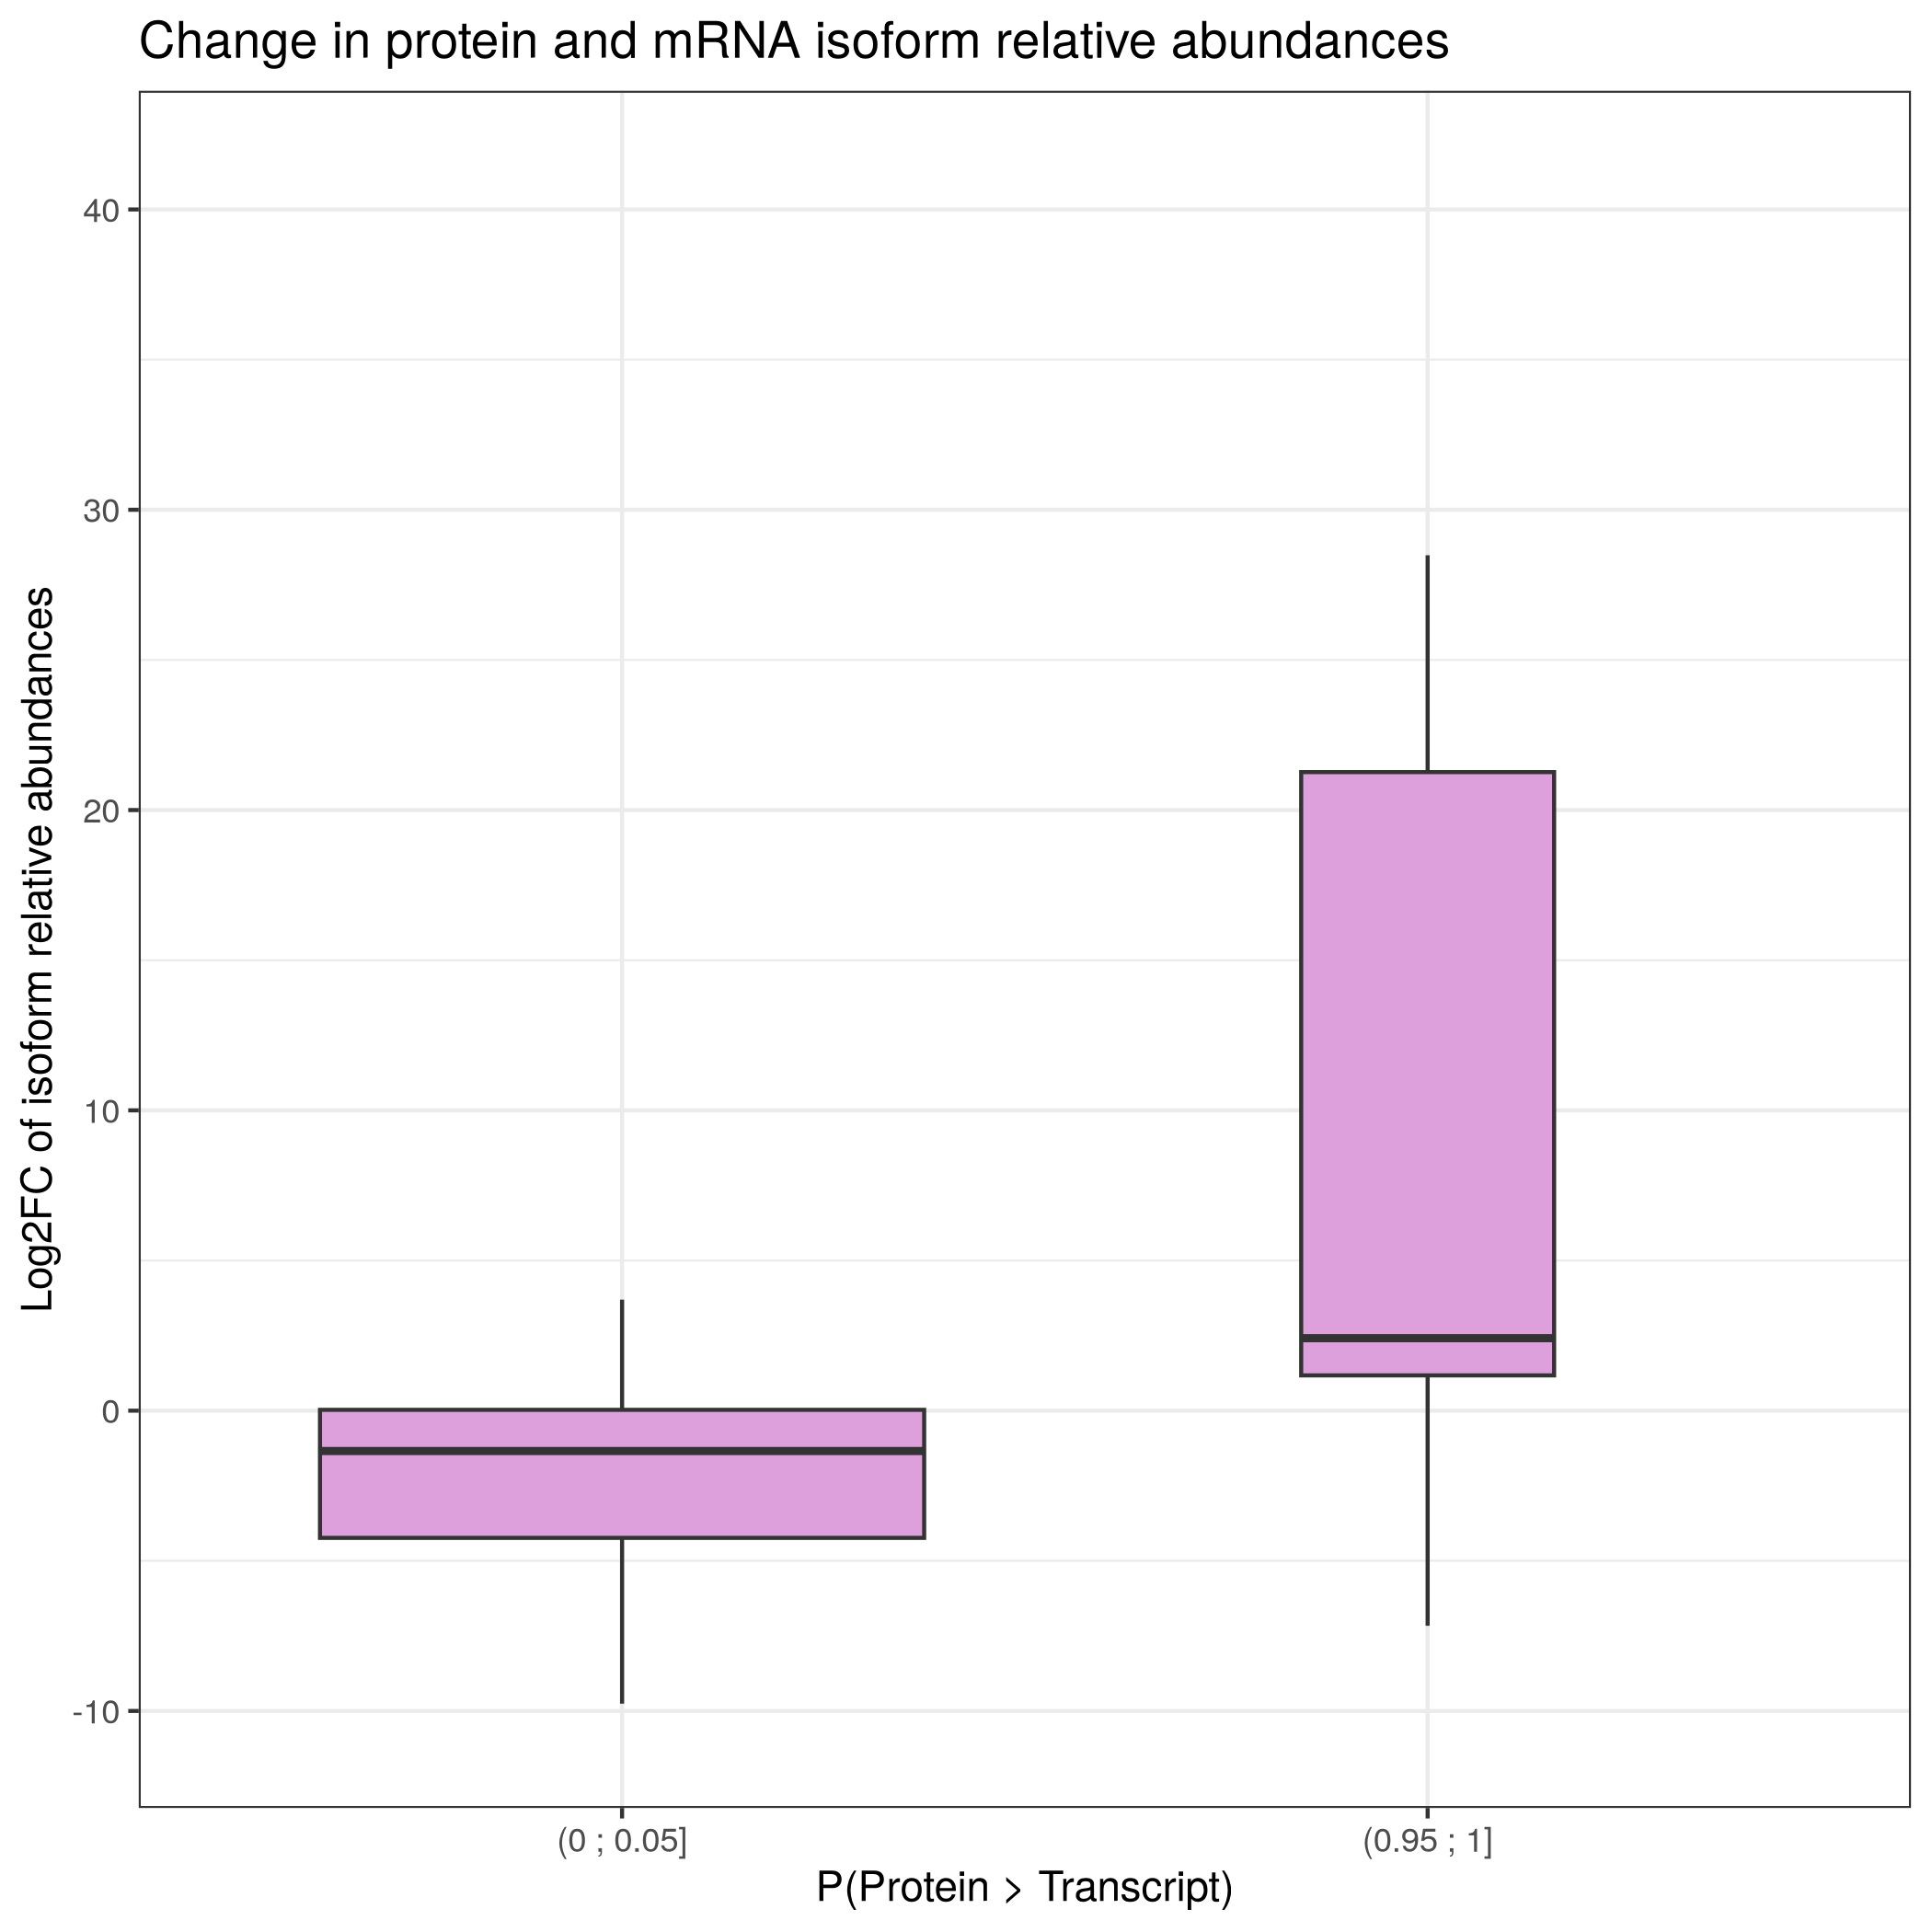 Change in protein and mRNA isoform relative abundances
Log2FC of isoform relative abundances
40
30
20
10
0
-10
(0 ; 0.05]
(0.95 ; 1]
P(Protein > Transcript)